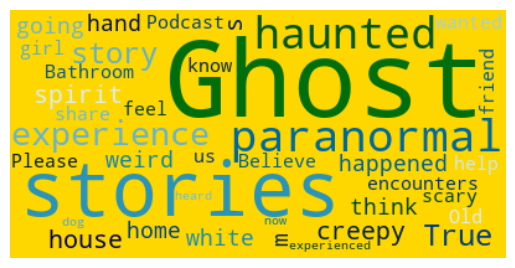 going hand Podcast s haunted wanted
girl story Ghost
Bathroom know friend
spirit
share feel
experience paranormal
Please weird us Believe happened help
stories heard encounters
think scary
dog now Old
house home white m creepy True
experienced